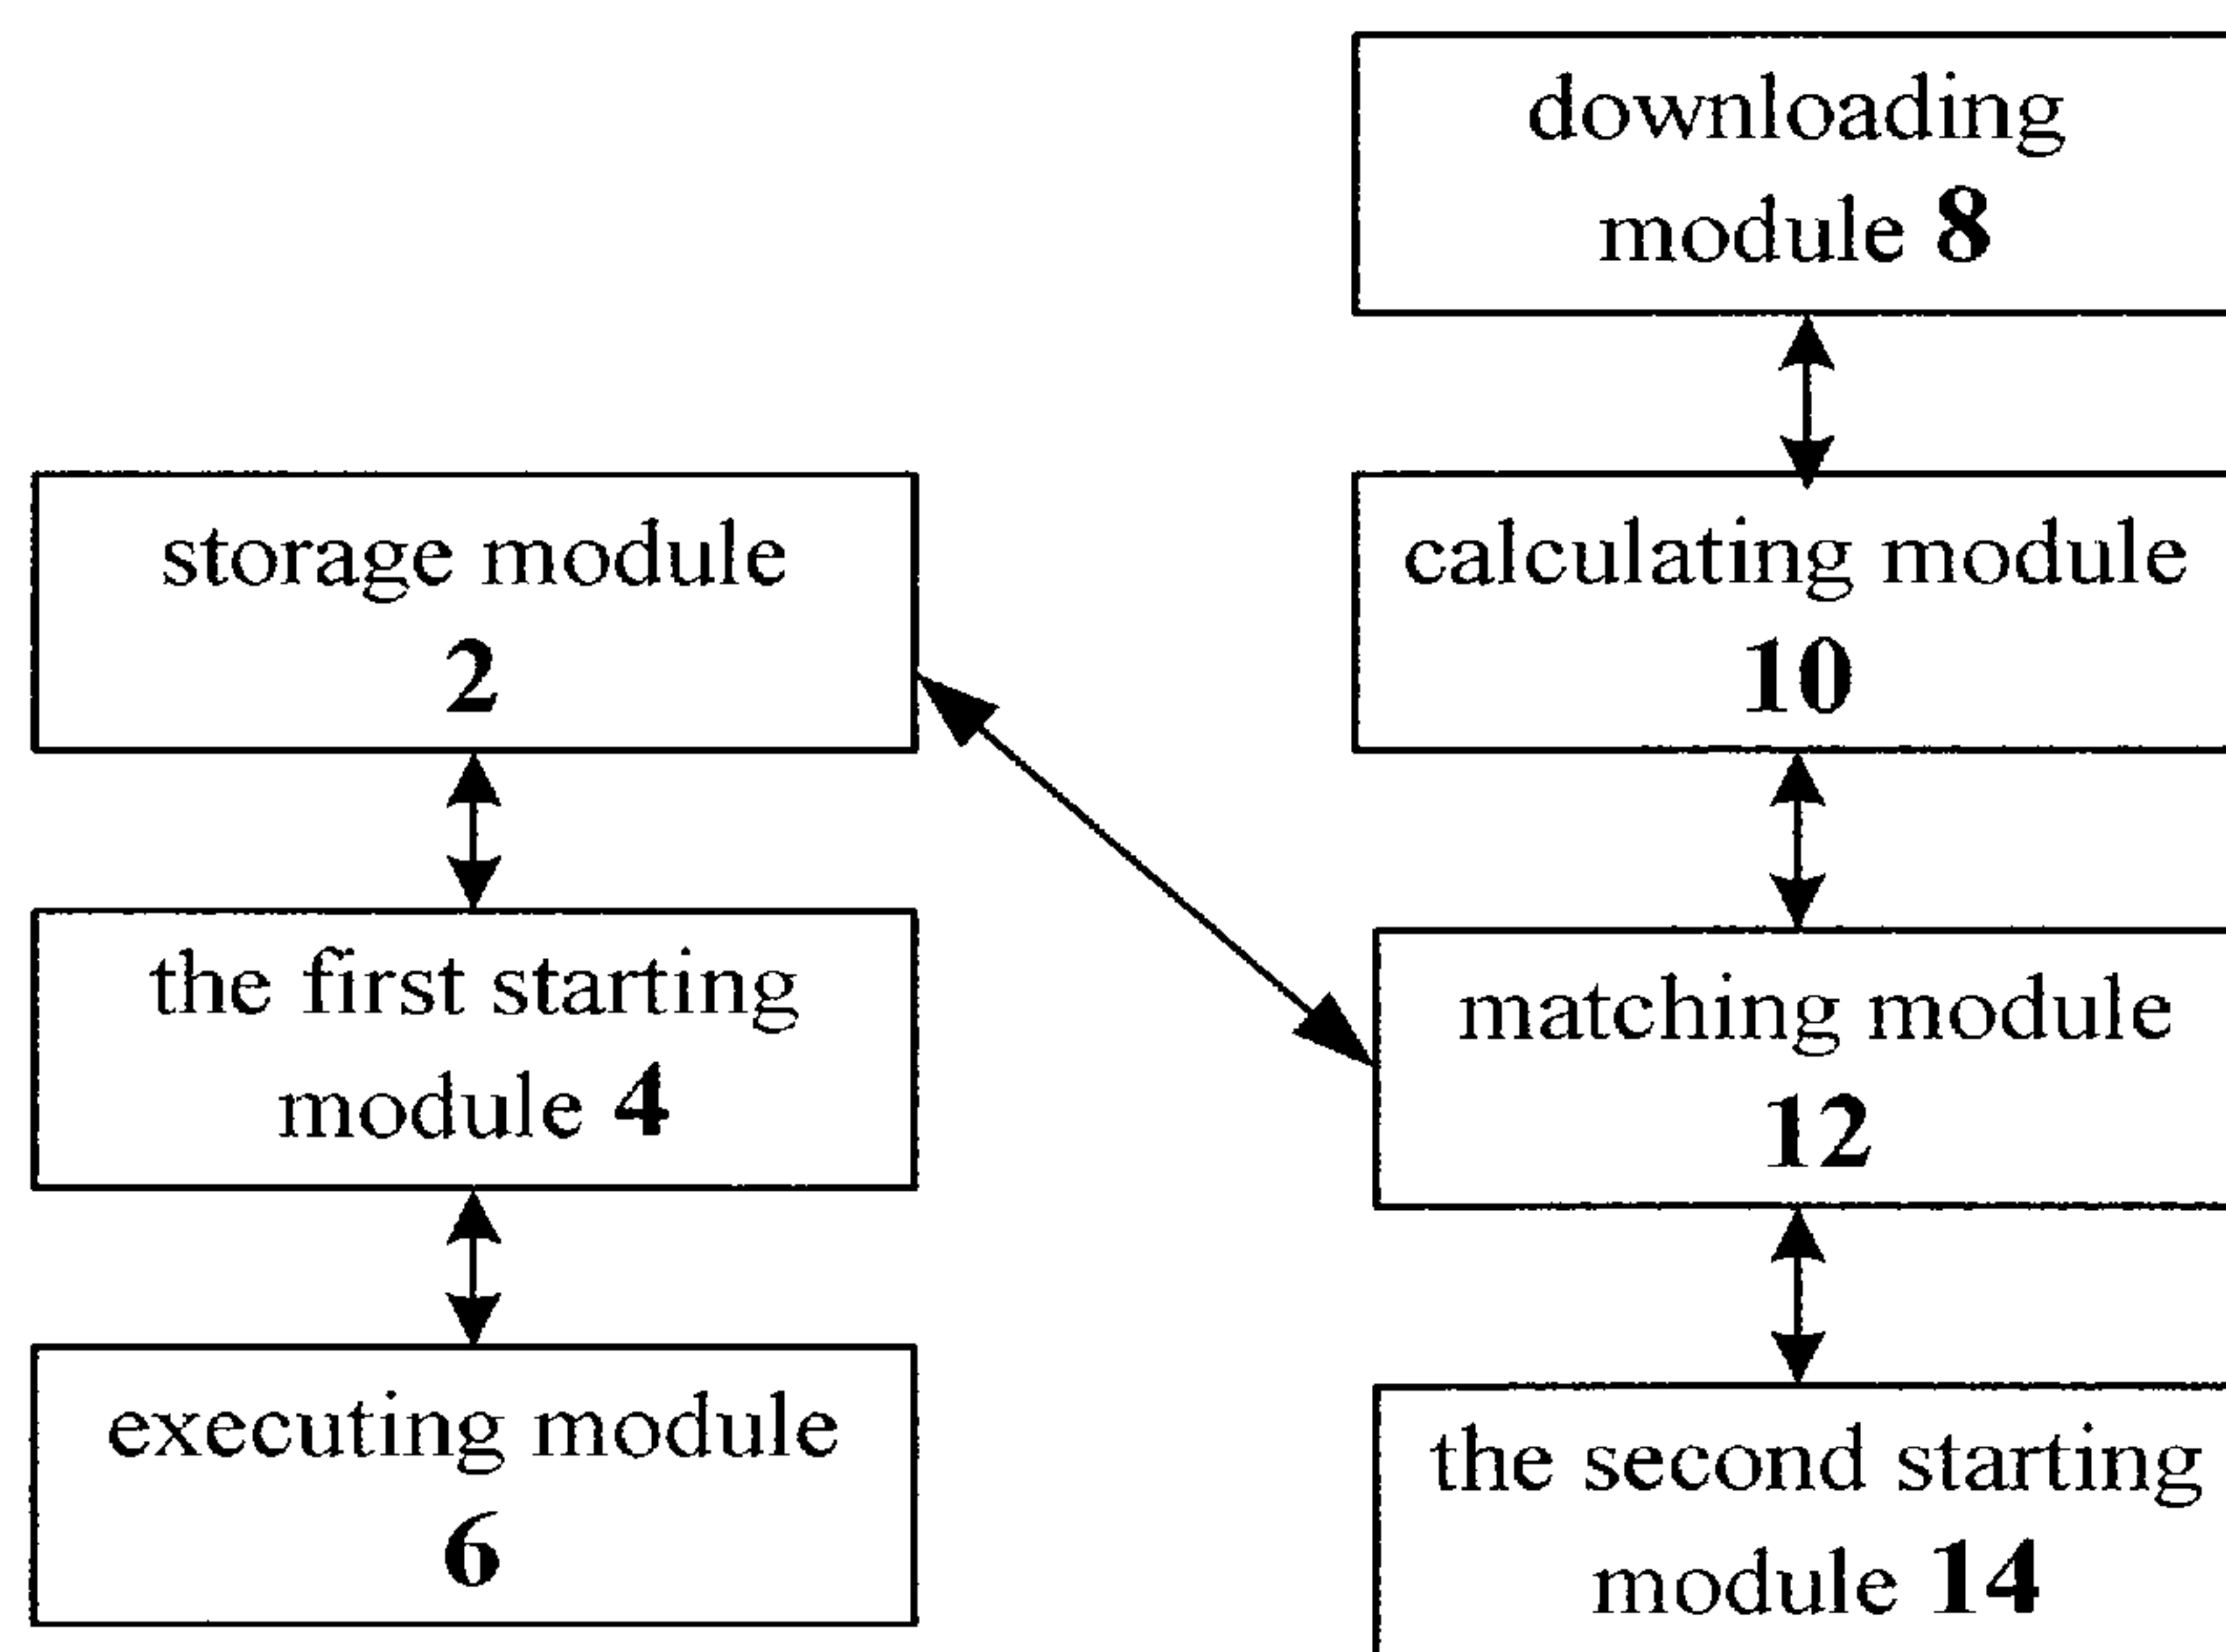 downloading
module 8
storage module
2
calculating module
10
the first starting
module 4
matching module
12
executing module
6
the second starting
module 14